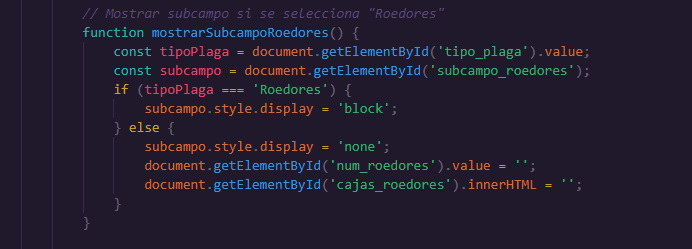 // Mostrar subcampo si se selecciona "Roedores"
function mostrarSubcampoRoedores() {
const tipoPlaga = document.getElementById('tipo_plaga').value;
const subcampo = document.getElementById('subcampo_roedores');
if (tipoPlaga === 'Roedores') {
subcampo.style.display = 'block';
} else {
subcampo.style.display = 'none';
document.getElementById('num_roedores').value = '';
document.getElementById('cajas_roedores').innerHTML = '';
}
}